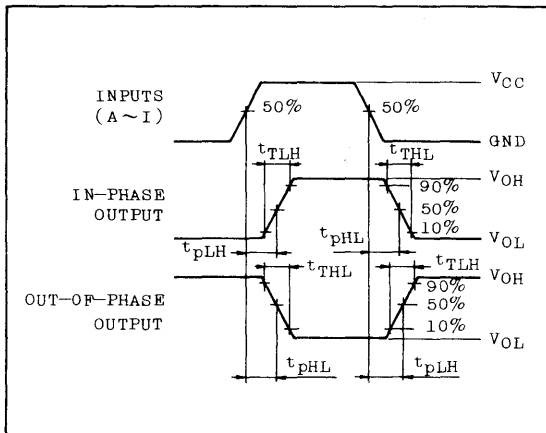 INPUTS
(A~I)
50%
50%
VCC
GND
tTLH
tTHL
IN-PHASE
OUTPUT
VOH
90%
50%
10%
VOL
tpLH
tpHL
tTHL
tTLH
OUT-OF-PHASE
OUTPUT
VOH
90%
50%
10%
VOL
tpHL
tpLH